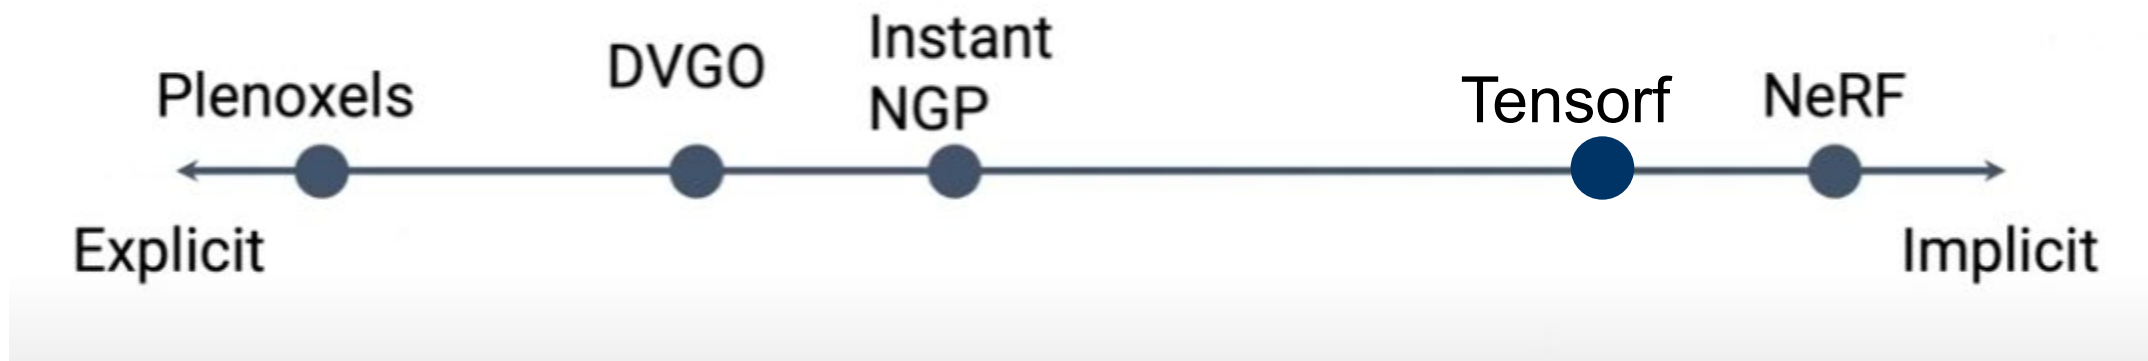 Plenoxels
DVGO
Instant
NGP
Tensorf
NeRF
Explicit
Implicit